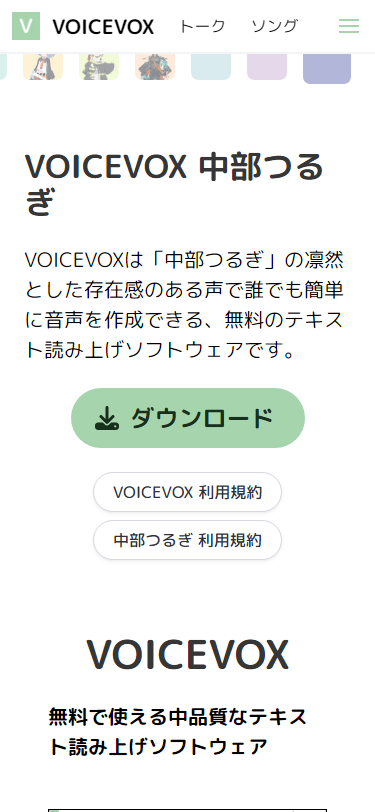 V VOICEVOX トーク ソング
VOICEVOX 中部つる
ぎ
VOICEVOXは「中部つるぎ」の凛然
とした存在感のある声で誰でも簡単
に音声を作成できる、無料のテキス
ト読み上げソフトウェアです。
ダウンロード
VOICEVOX 利用規約
中部つるぎ 利用規約
VOICEVOX
無料で使える中品質なテキス
ト読み上げソフトウェア